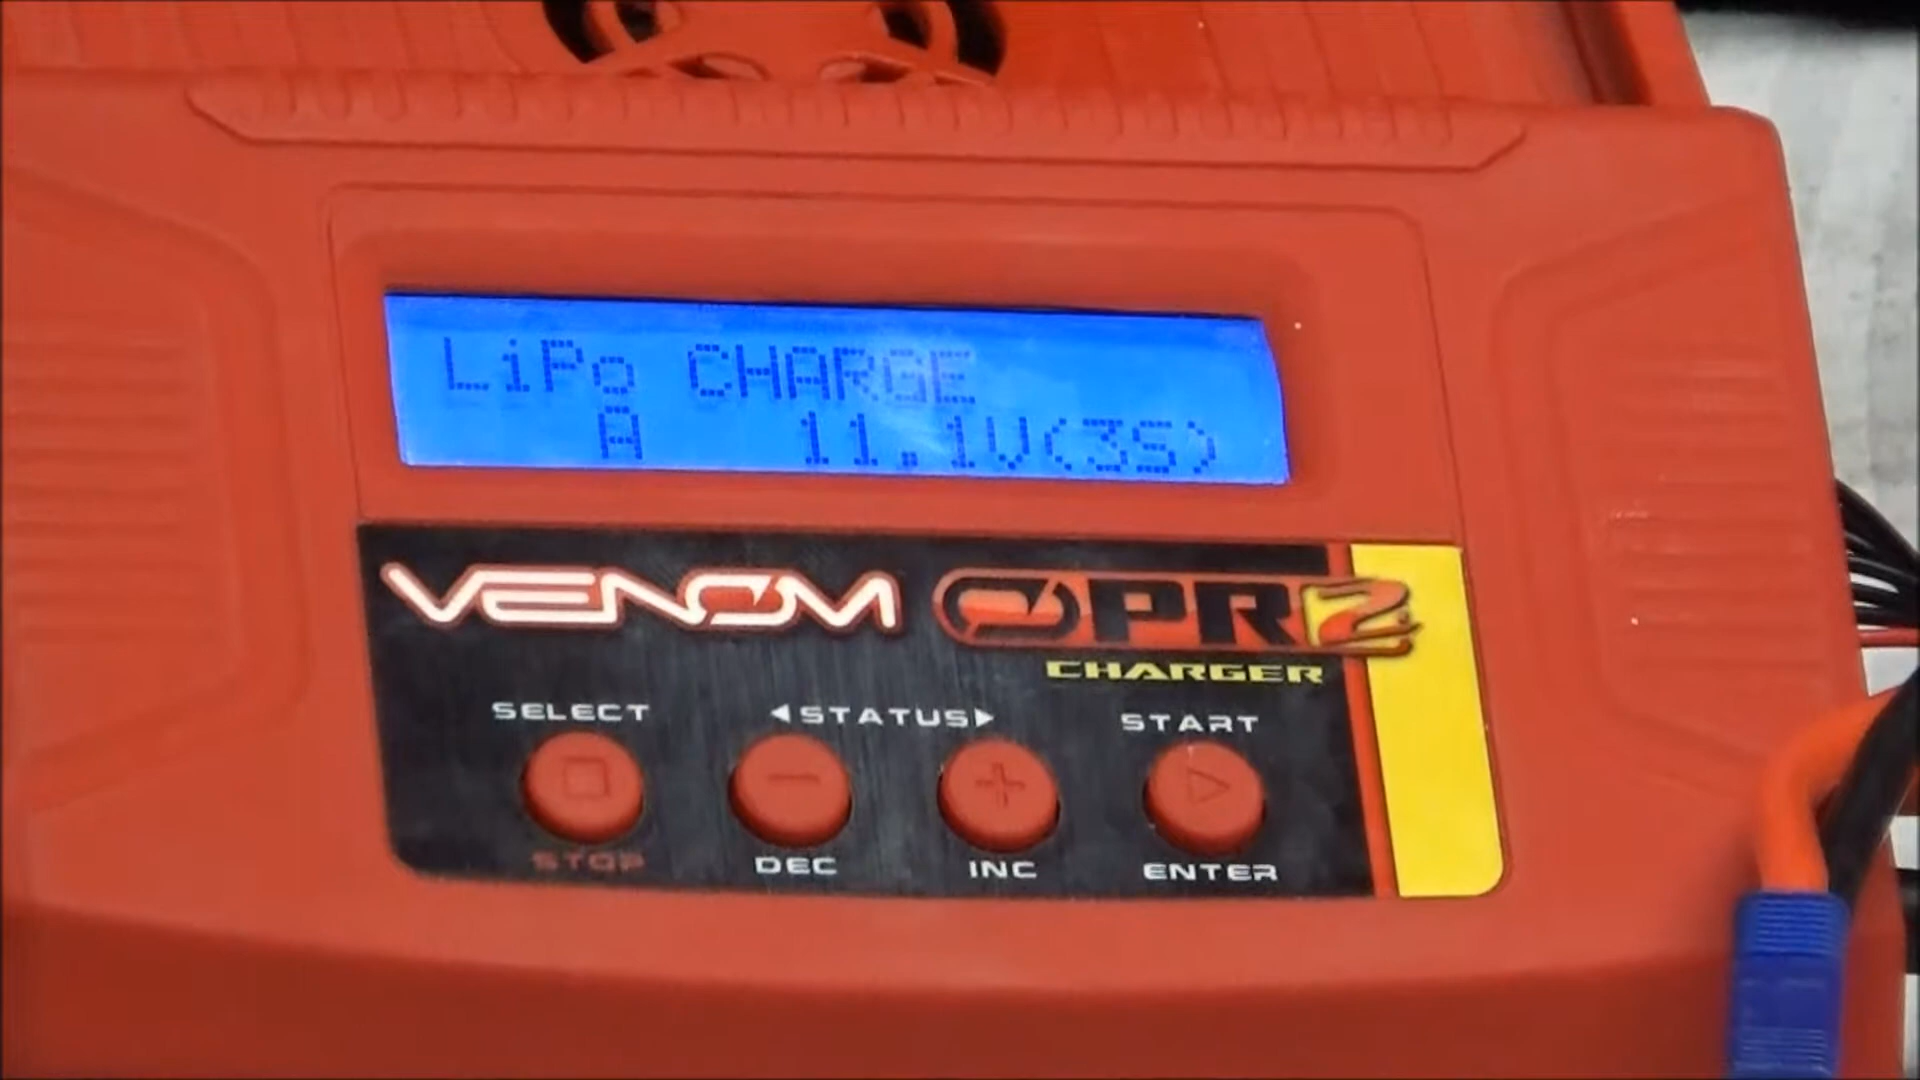 LiPo CHARGE
A 11.1V(3S)
VENOM PR2
CHARGER
SELECT ◀STATUS▶ START
STOP DEC INC ENTER